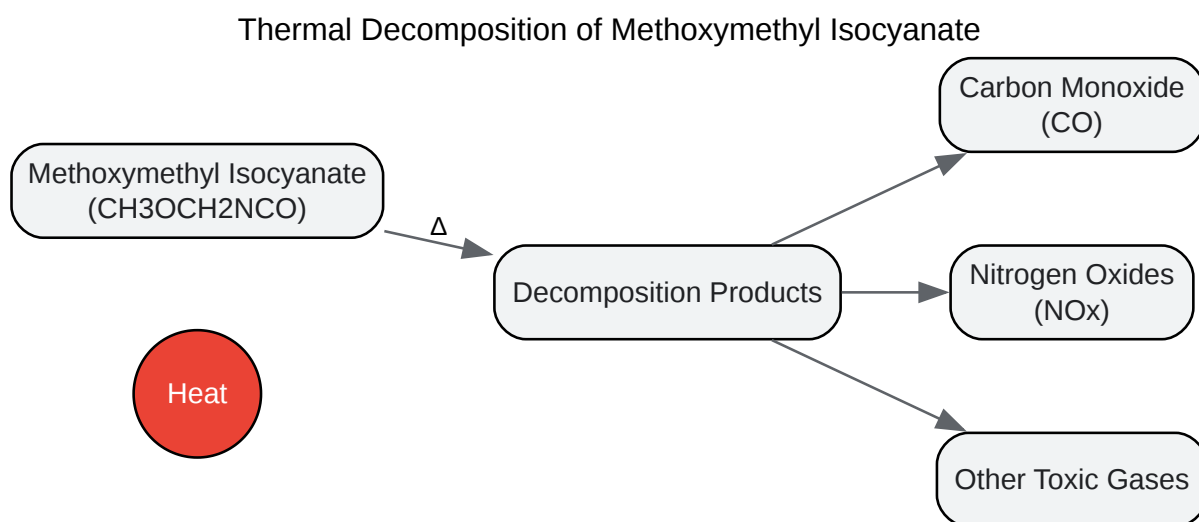 Thermal Decomposition of Methoxymethyl Isocyanate
Carbon Monoxide
(CO)
Methoxymethyl Isocyanate
(CH3OCH2NCO)
Δ
Decomposition Products
Nitrogen Oxides
(NOx)
Heat
Other Toxic Gases